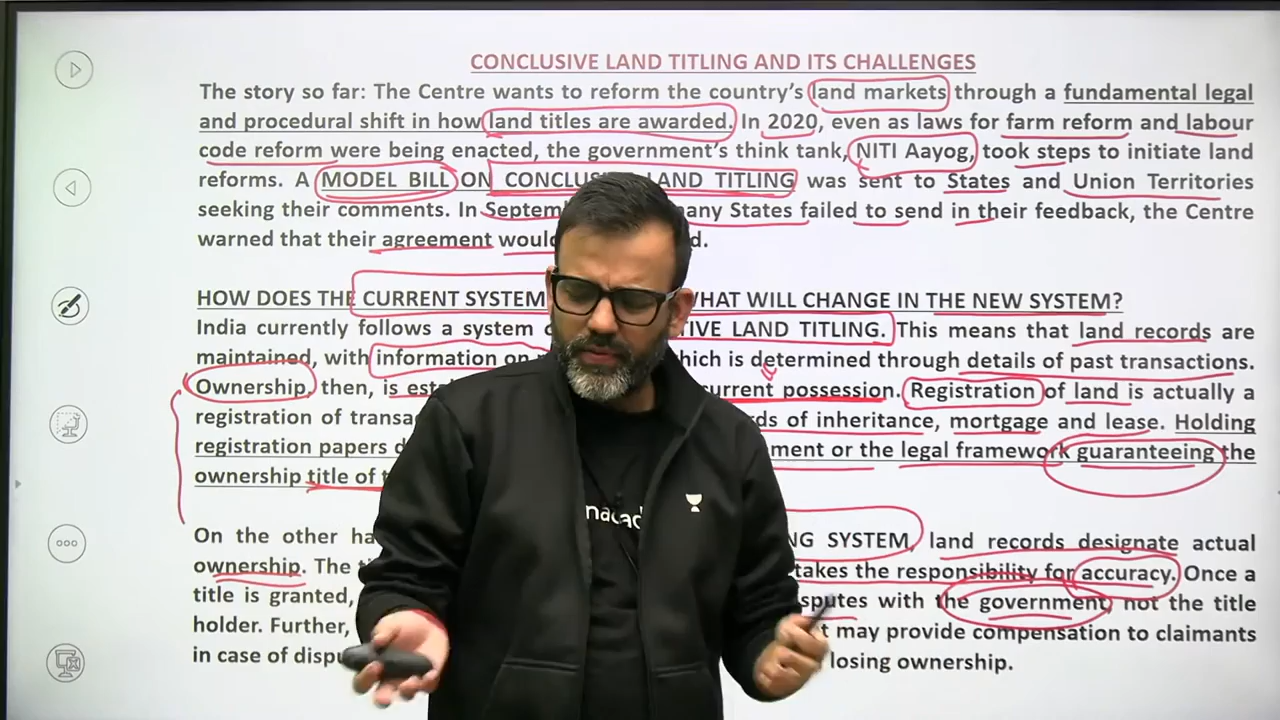 CONCLUSIVE LAND TITLING AND ITS CHALLENGES
The story so far: The Centre wants to reform the country's land markets through a fundamental legal
and procedural shift in how land titles are awarded. In 2020, even as laws for farm reform and labour
code reform were being enacted, the government's think tank, NITI Aayog, took steps to initiate land
reforms. A MODEL BILL ON CONCLUS LAND TITLING was sent to States and Union Territories
seeking their comments. In Septem any States failed to send in their feedback, the Centre
warned that their agreement would d.
HOW DOES THE CURRENT SYSTEM WHAT WILL CHANGE IN THE NEW SYSTEM?
India currently follows a system TIVE LAND TITLING. This means that land records are
maintained, with information on which is determined through details of past transactions.
Ownership, then, is est current possession. Registration of land is actually a
registration of transa ds of inheritance, mortgage and lease. Holding
registration papers ment or the legal framework guaranteeing the
ownership title of
On the other ha NG SYSTEM, land records designate actual
ownership. The takes the responsibility for accuracy. Once a
title is granted, sputes with the government, not the title
holder. Further, t may provide compensation to claimants
in case of disp losing ownership.
nacad